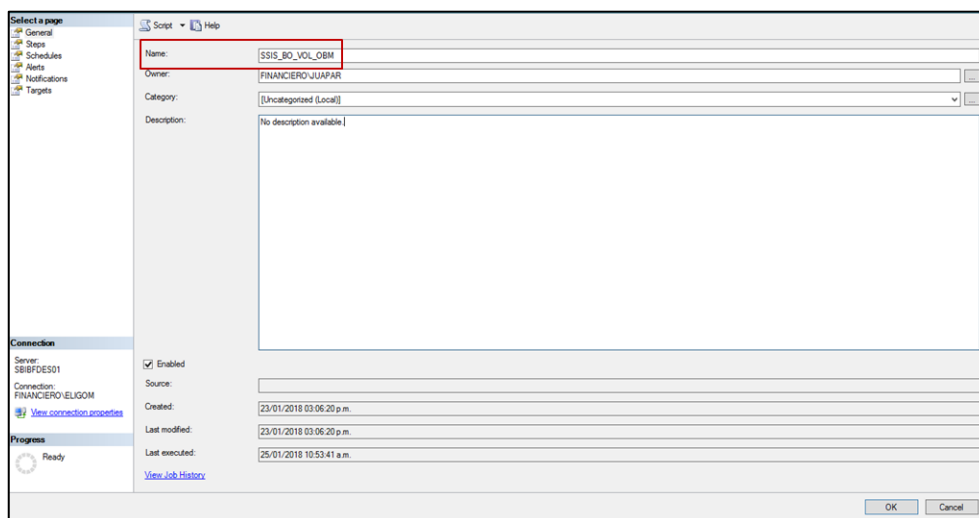 Select a page
General
Steps
Schedules
Alerts
Notifications
Targets
Script Help
Name: SSIS_BO_VOL_OBM
Owner: FINANCIERO\JUAPAR ...
Category: [Uncategorized (Local)] ...
Description: No description available.
Connection
Server:
SBIBFDES01
Connection:
FINANCIERO\ELIGOM
View connection properties
Progress
Ready
Enabled
Source:
Created: 23/01/2018 03:06:20 p.m.
Last modified: 23/01/2018 03:06:20 p.m.
Last executed: 25/01/2018 10:53:41 a.m.
View Job History
OK Cancel